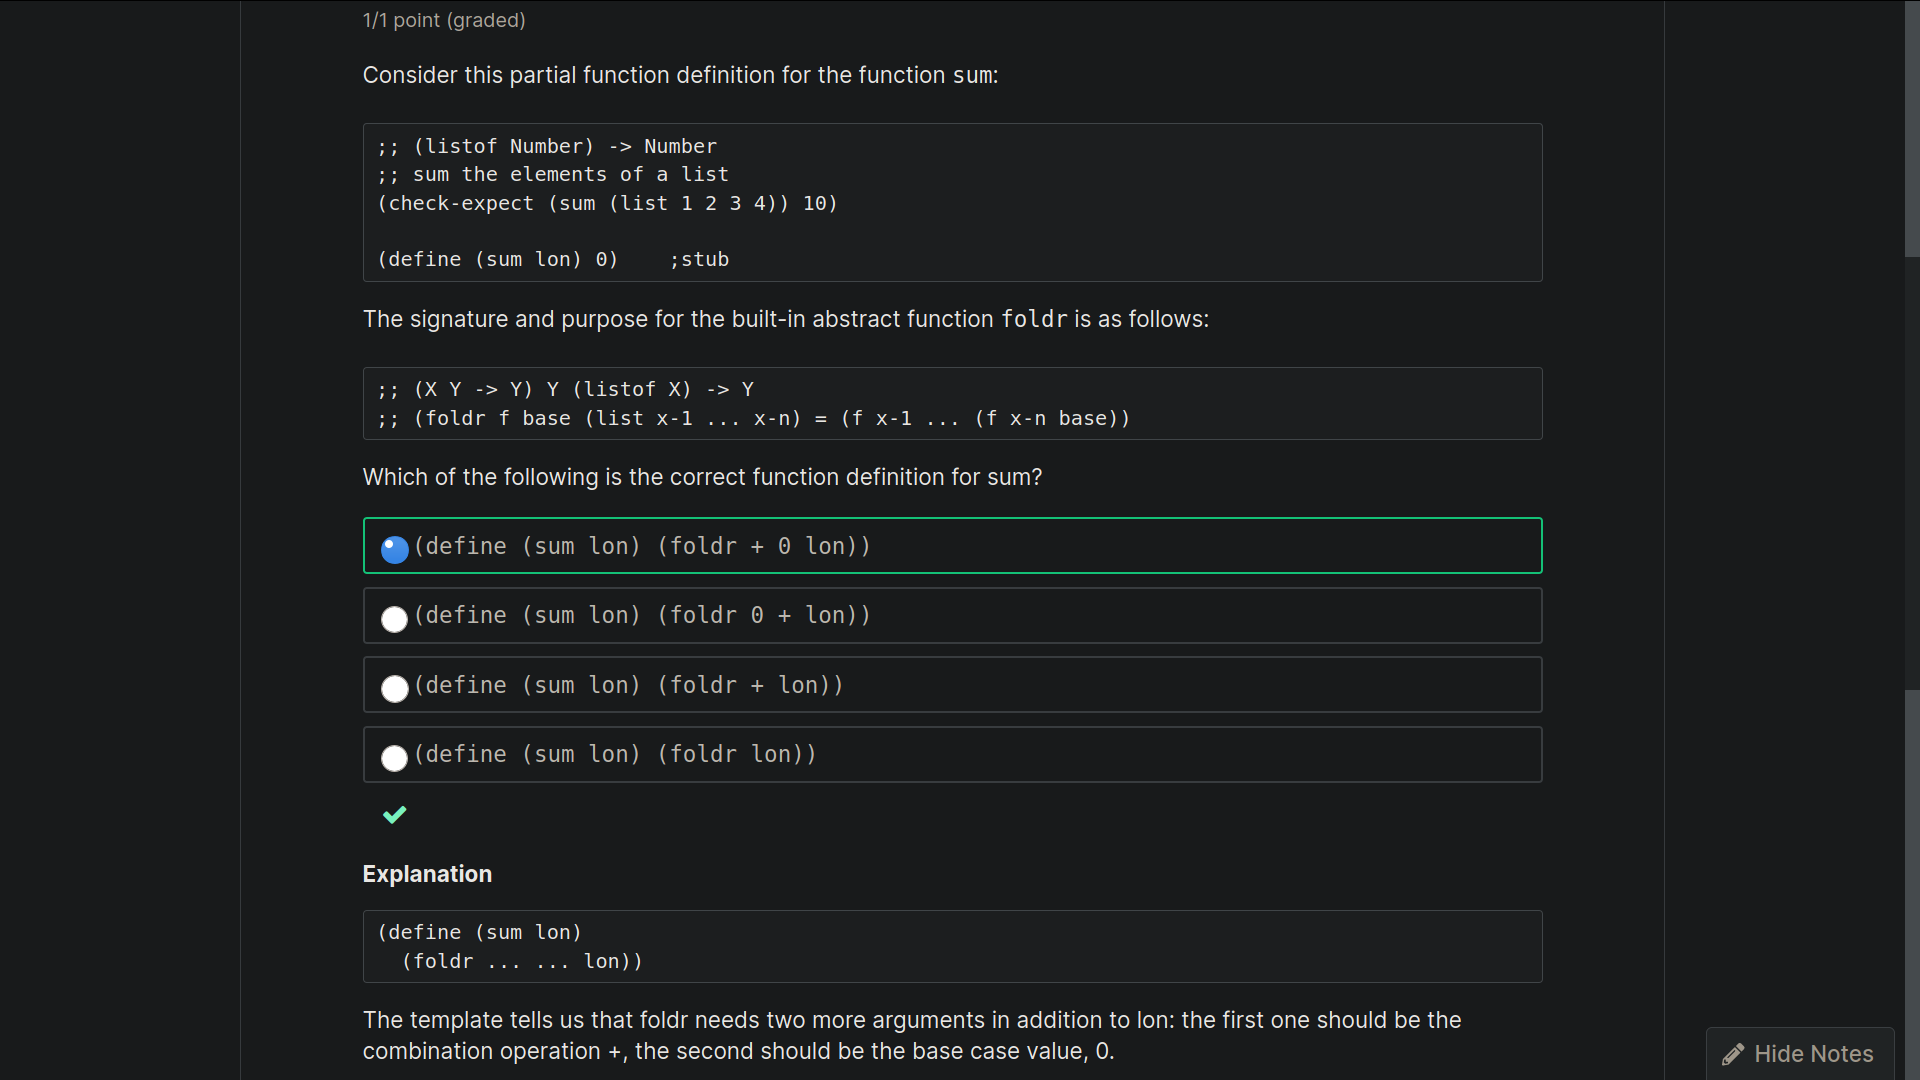 1/1 point (graded)
Consider this partial function definition for the function sum:
;; (listof Number) -> Number
;; sum the elements of a list
(check-expect (sum (list 1 2 3 4)) 10)
(define (sum lon) 0)    ;stub
The signature and purpose for the built-in abstract function foldr is as follows:
;; (X Y -> Y) Y (listof X) -> Y
;; (foldr f base (list x-1 ... x-n) = (f x-1 ... (f x-n base))
Which of the following is the correct function definition for sum?
(define (sum lon) (foldr + 0 lon))
(define (sum lon) (foldr 0 + lon))
(define (sum lon) (foldr + lon))
(define (sum lon) (foldr lon))
Explanation
(define (sum lon)
  (foldr ... ... lon))
The template tells us that foldr needs two more arguments in addition to lon: the first one should be the
combination operation +, the second should be the base case value, 0.
Hide Notes